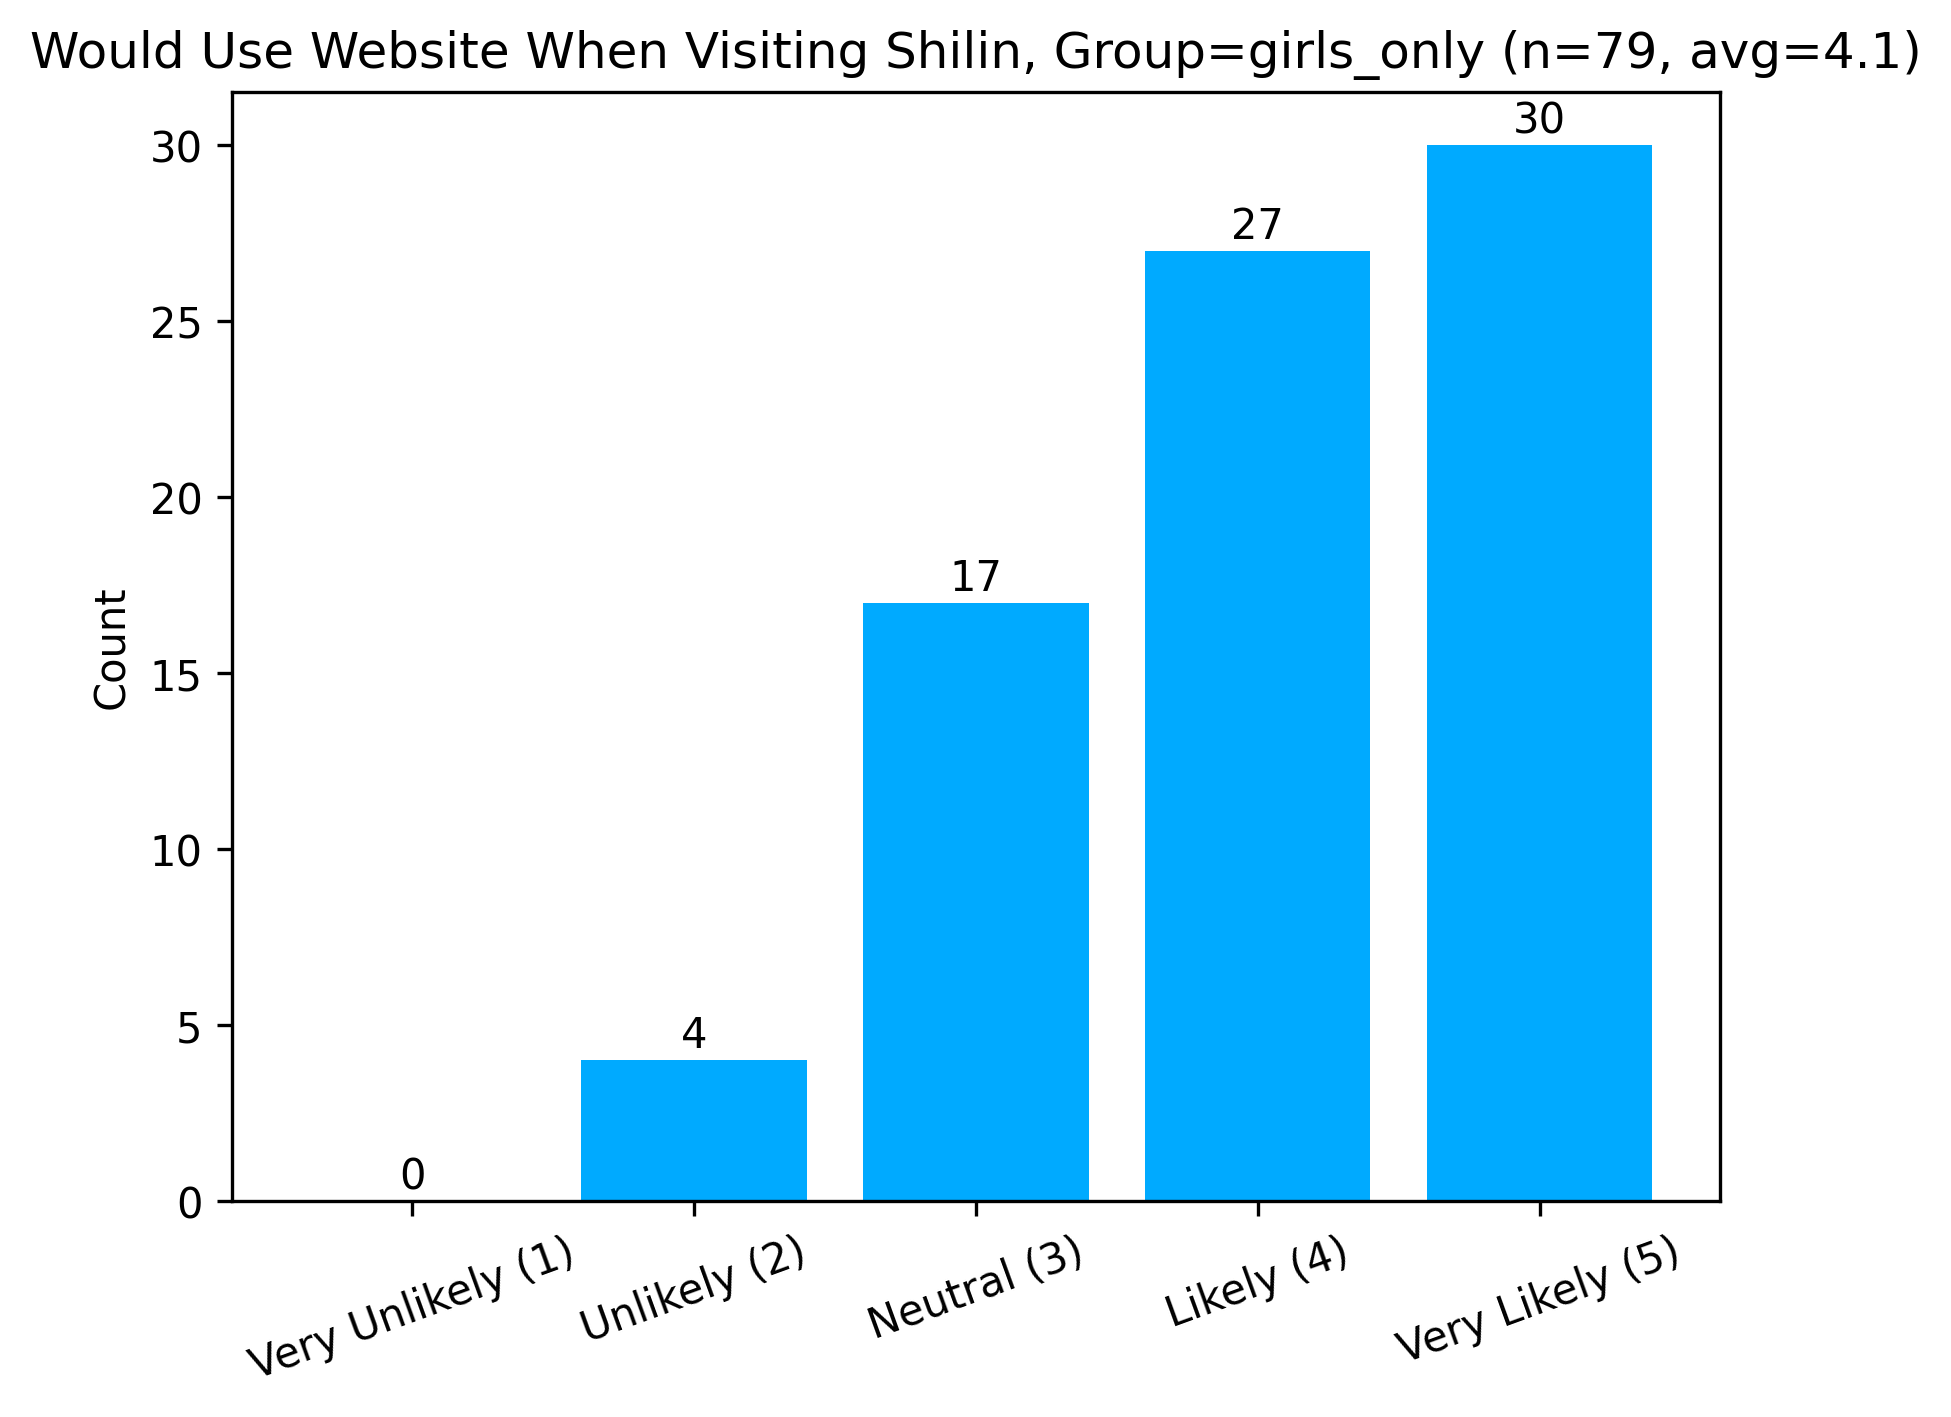 Would Use Website When Visiting Shilin, Group=girls_only (n=79, avg=4.1)
30
30
27
25
20
17
15
10
5
4
0
0
Count
Very Unlikely (1)
Unlikely (2)
Neutral (3)
Likely (4)
Very Likely (5)